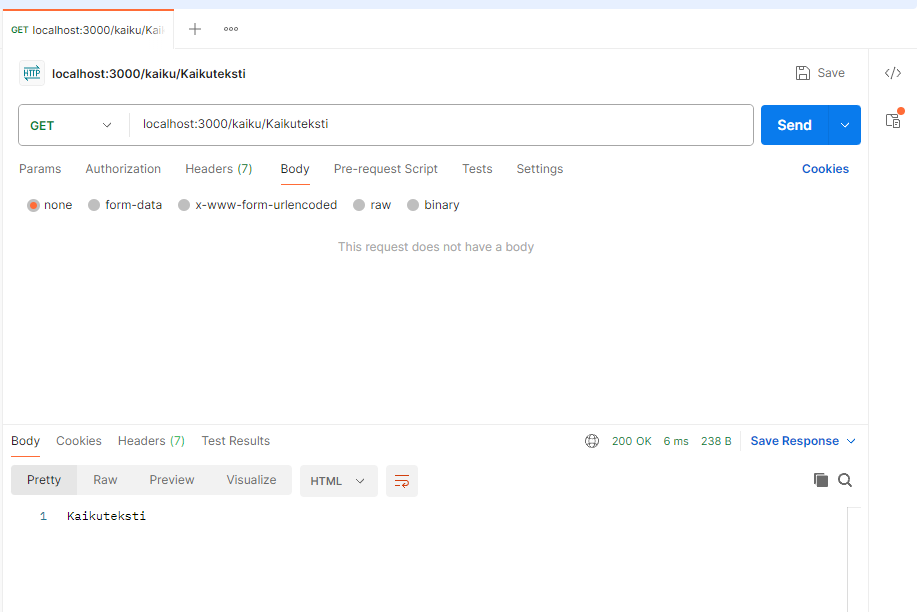 GET localhost:3000/kaiku/Kai
HTTP localhost:3000/kaiku/Kaikuteksti Save
GET localhost:3000/kaiku/Kaikuteksti Send
Params Authorization Headers (7) Body Pre-request Script Tests Settings Cookies
none form-data x-www-form-urlencoded raw binary
This request does not have a body
Body Cookies Headers (7) Test Results 200 OK 6 ms 238 B Save Response
Pretty Raw Preview Visualize HTML
1 Kaikuteksti